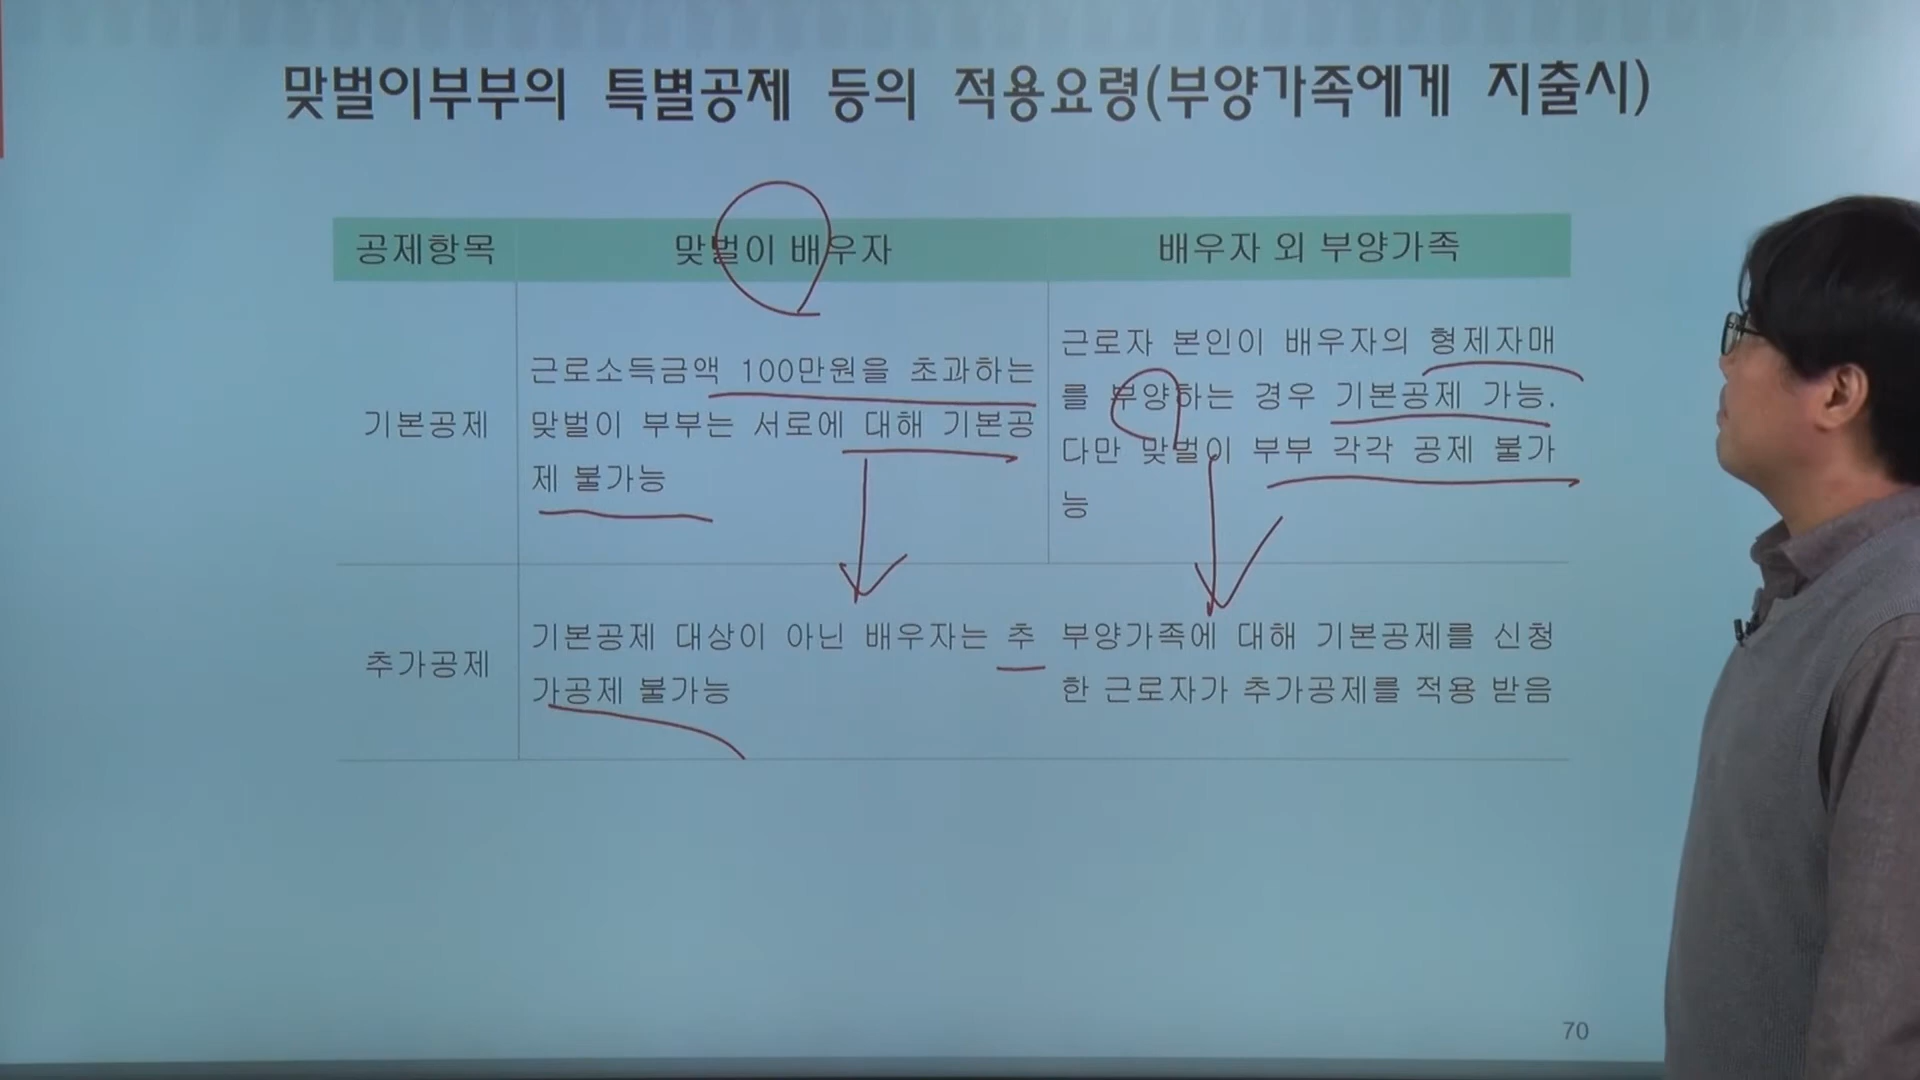 맞벌이부부의 특별공제 등의 적용요령(부양가족에게 지출시)
공제항목
맞벌이 배우자
배우자 외 부양가족
기본공제
근로소득금액 100만원을 초과하는
맞벌이 부부는 서로에 대해 기본공
제 불가능
근로자 본인이 배우자의 형제자매
를 부양하는 경우 기본공제 가능.
다만 맞벌이 부부 각각 공제 불가
능
추가공제
기본공제 대상이 아닌 배우자는 추
가공제 불가능
부양가족에 대해 기본공제를 신청
한 근로자가 추가공제를 적용 받음
70